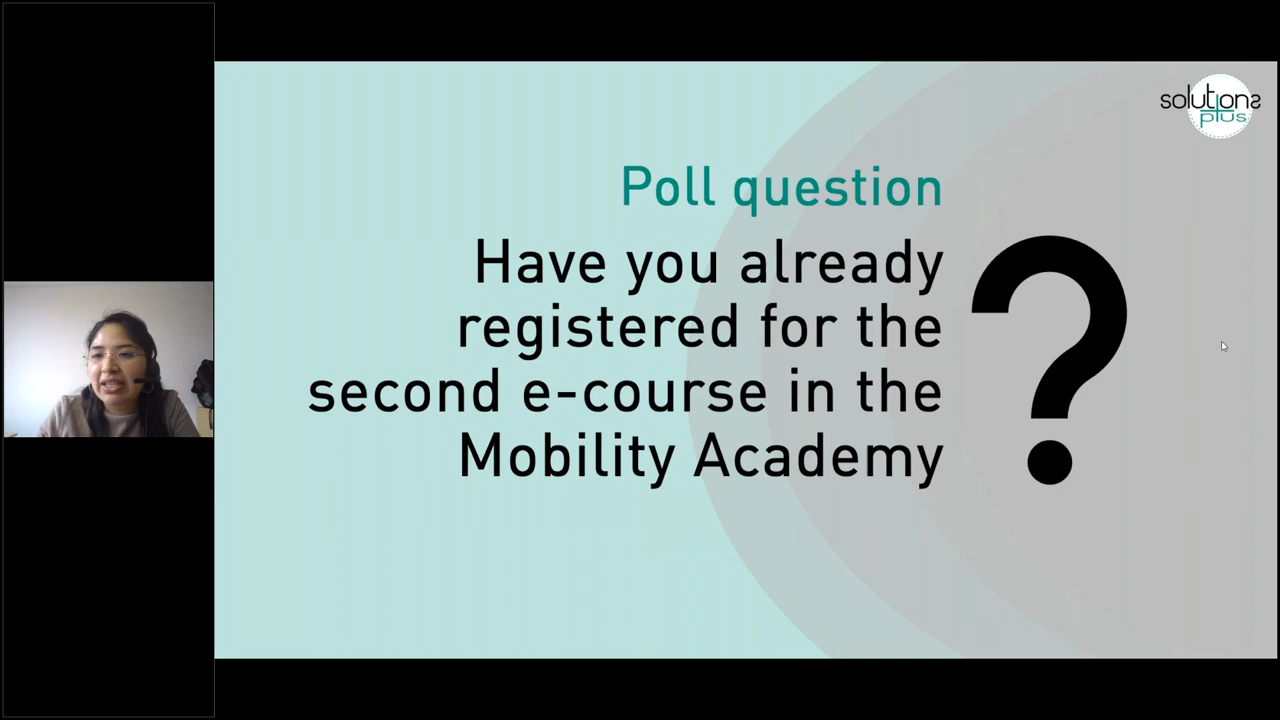 solutions
plus
Poll question
Have you already
registered for the
second e-course in the
Mobility Academy
?